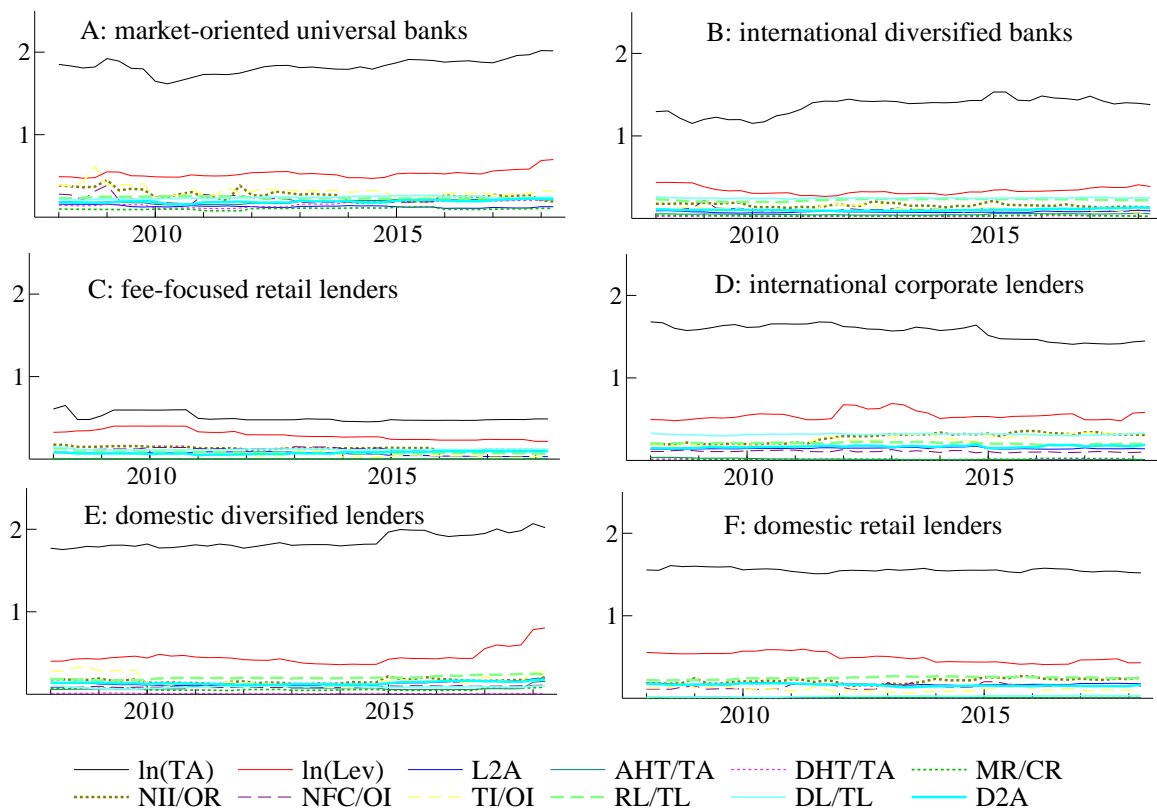 A: market-oriented universal banks
2
1
2010 2015
B: international diversified banks
2
1
2010 2015
C: fee-focused retail lenders
2
1
2010 2015
D: international corporate lenders
2
1
2010 2015
E: domestic diversified lenders
2
1
2010 2015
F: domestic retail lenders
2
1
2010 2015
ln(TA) ln(Lev) L2A AHT/TA DHT/TA MR/CR
NII/OR NFC/OI TI/OI RL/TL DL/TL D2A